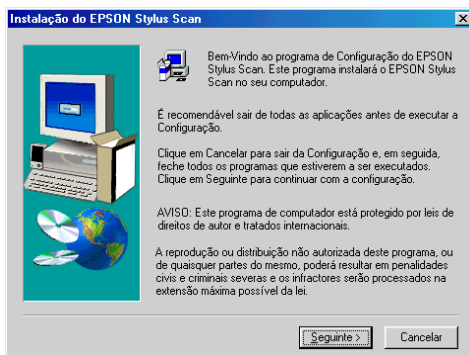 Instalação do EPSON Stylus Scan
Bem-Vindo ao programa de Configuração do EPSON
Stylus Scan. Este programa instalará o EPSON Stylus
Scan no seu computador.
É recomendável sair de todas as aplicações antes de executar a
Configuração.
Clique em Cancelar para sair da Configuração e, em seguida,
feche todos os programas que estiverem a ser executados.
Clique em Seguinte para continuar com a configuração.
AVISO: Este programa de computador está protegido por leis de
direitos de autor e tratados internacionais.
A reprodução ou distribuição não autorizada deste programa, ou
de quaisquer partes do mesmo, poderá resultar em penalidades
civis e criminais severas e os infractores serão processados na
extensão máxima possível da lei.
Seguinte > Cancelar